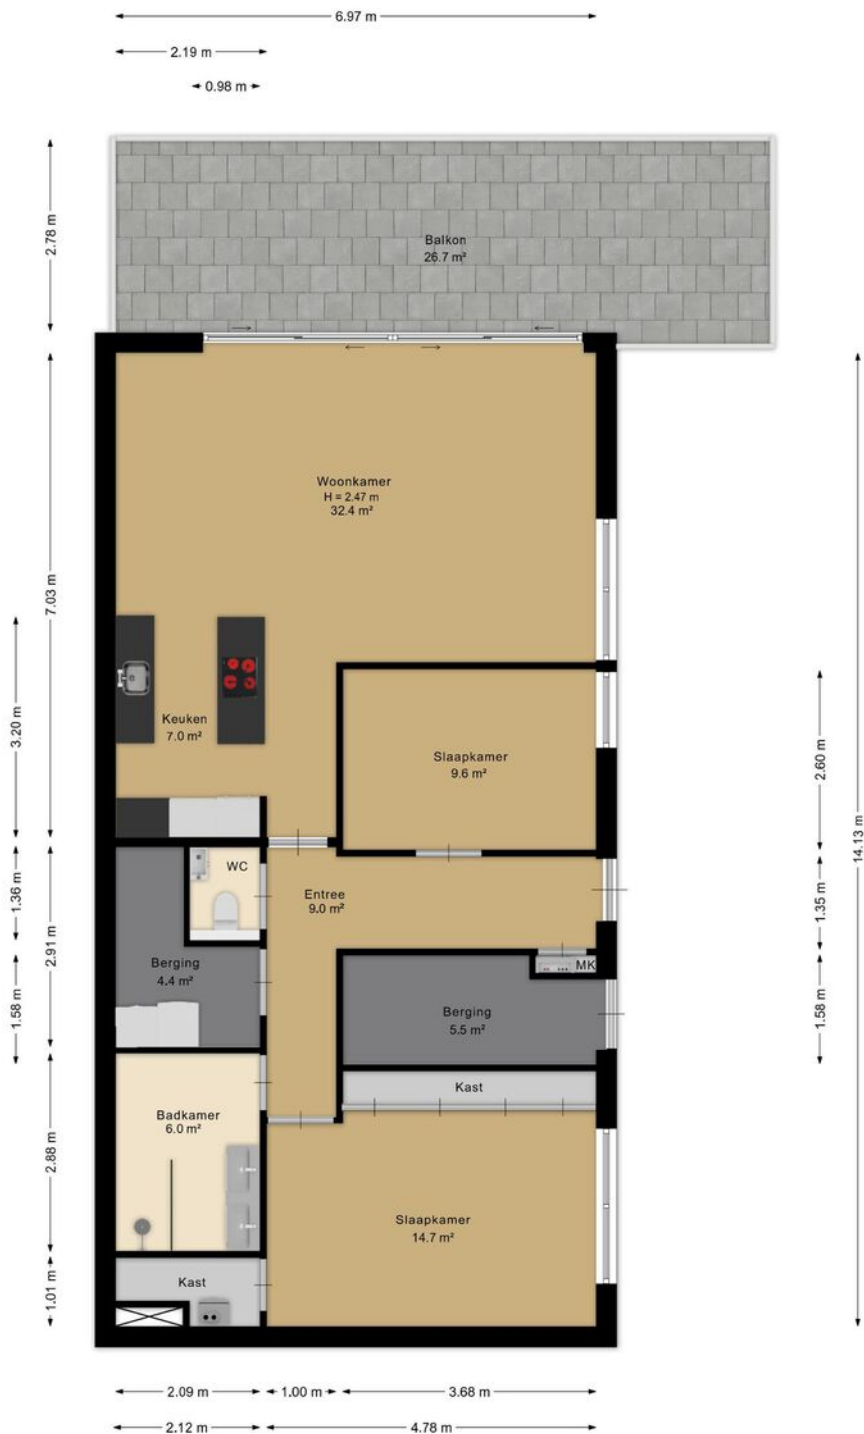 6.97 m
2.19 m
0.98 m
2.78 m
Balkon
26.7 m²
Woonkamer
H = 2.47 m
32.4 m²
7.03 m
3.20 m
Keuken
7.0 m²
Slaapkamer
9.6 m²
2.60 m
14.13 m
WC
Entree
9.0 m²
1.36 m
1.35 m
2.91 m
Berging
4.4 m²
MK
1.58 m
Berging
5.5 m²
1.58 m
Kast
Badkamer
6.0 m²
2.88 m
Slaapkamer
14.7 m²
Kast
1.01 m
2.09 m
1.00 m
3.68 m
2.12 m
4.78 m